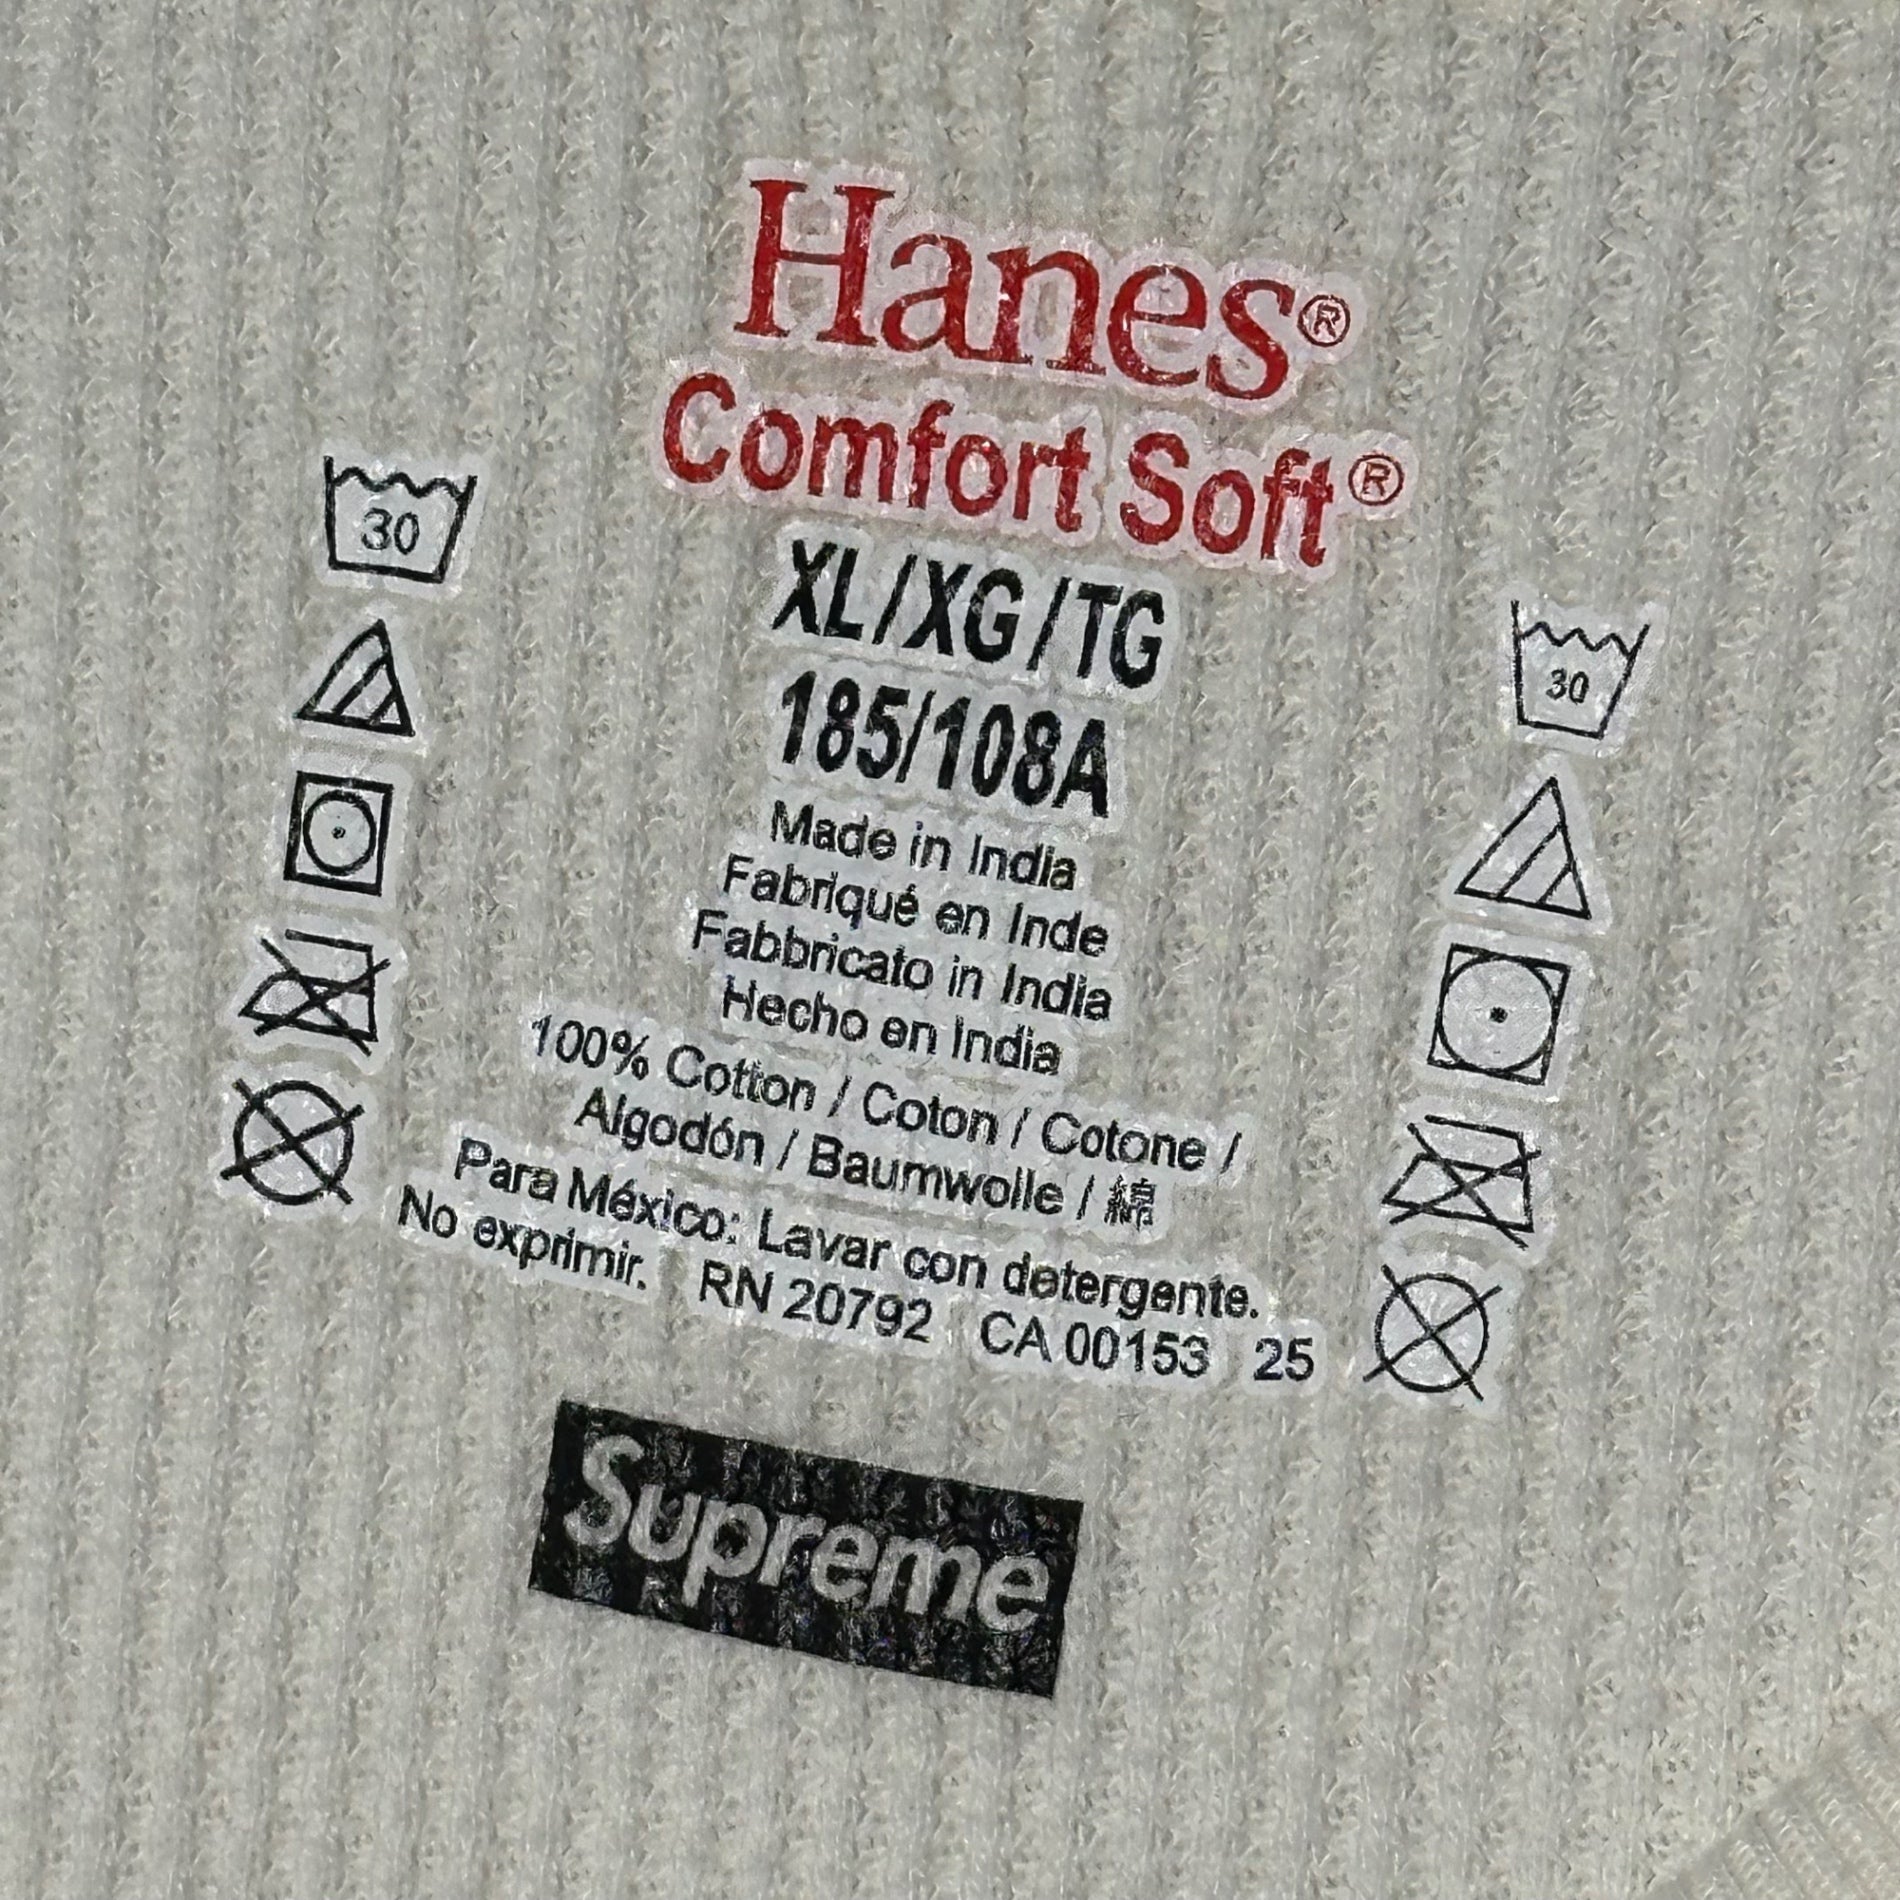 Hanes®
Comfort Soft®
XL/XG/TG
185/108A
Made in India
Fabriqué en Inde
Fabbricato in India
Hecho en India
100% Cotton / Coton / Cotone /
Algodón / Baumwolle / 綿
Para México: Lavar con detergente.
No exprimir. RN 20792 CA 00153 25
30
30
Supreme